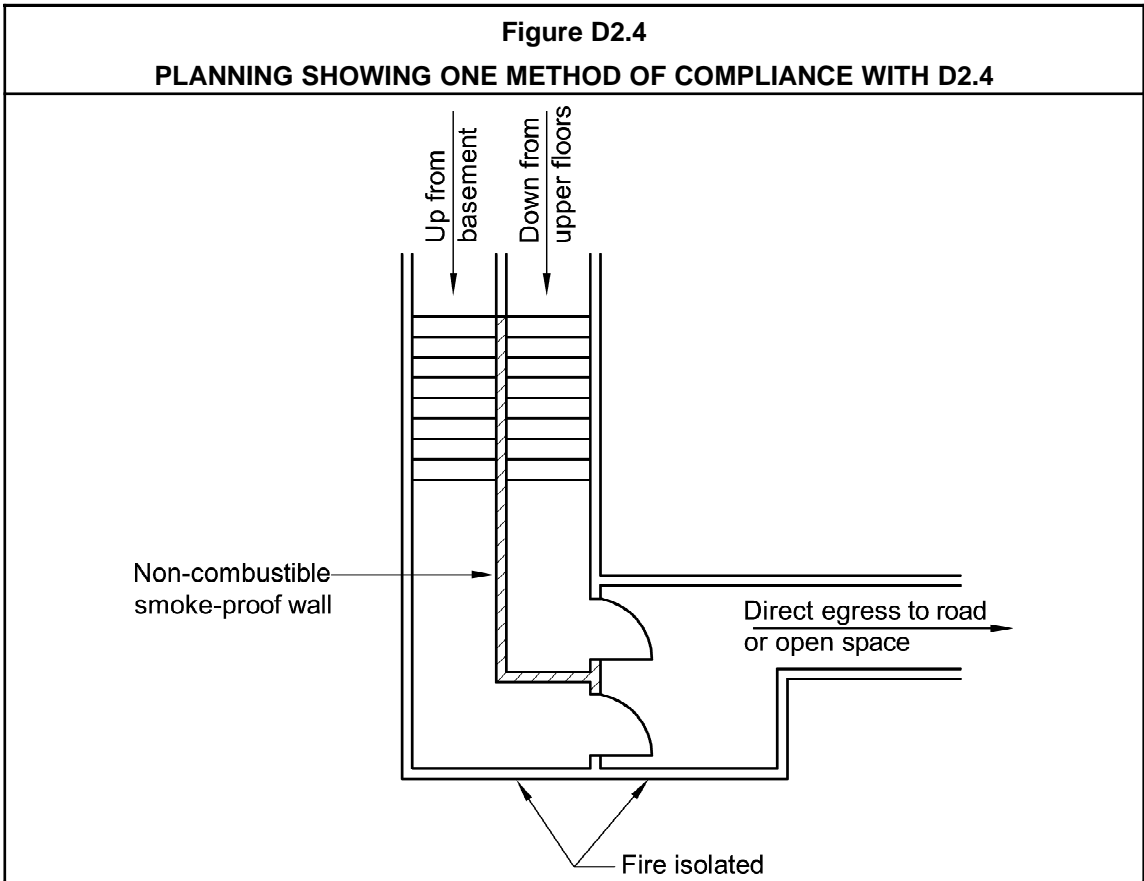 Figure D2.4
PLANNING SHOWING ONE METHOD OF COMPLIANCE WITH D2.4
Up from
basement
Down from
upper floors
Non-combustible
smoke-proof wall
Direct egress to road
or open space
Fire isolated